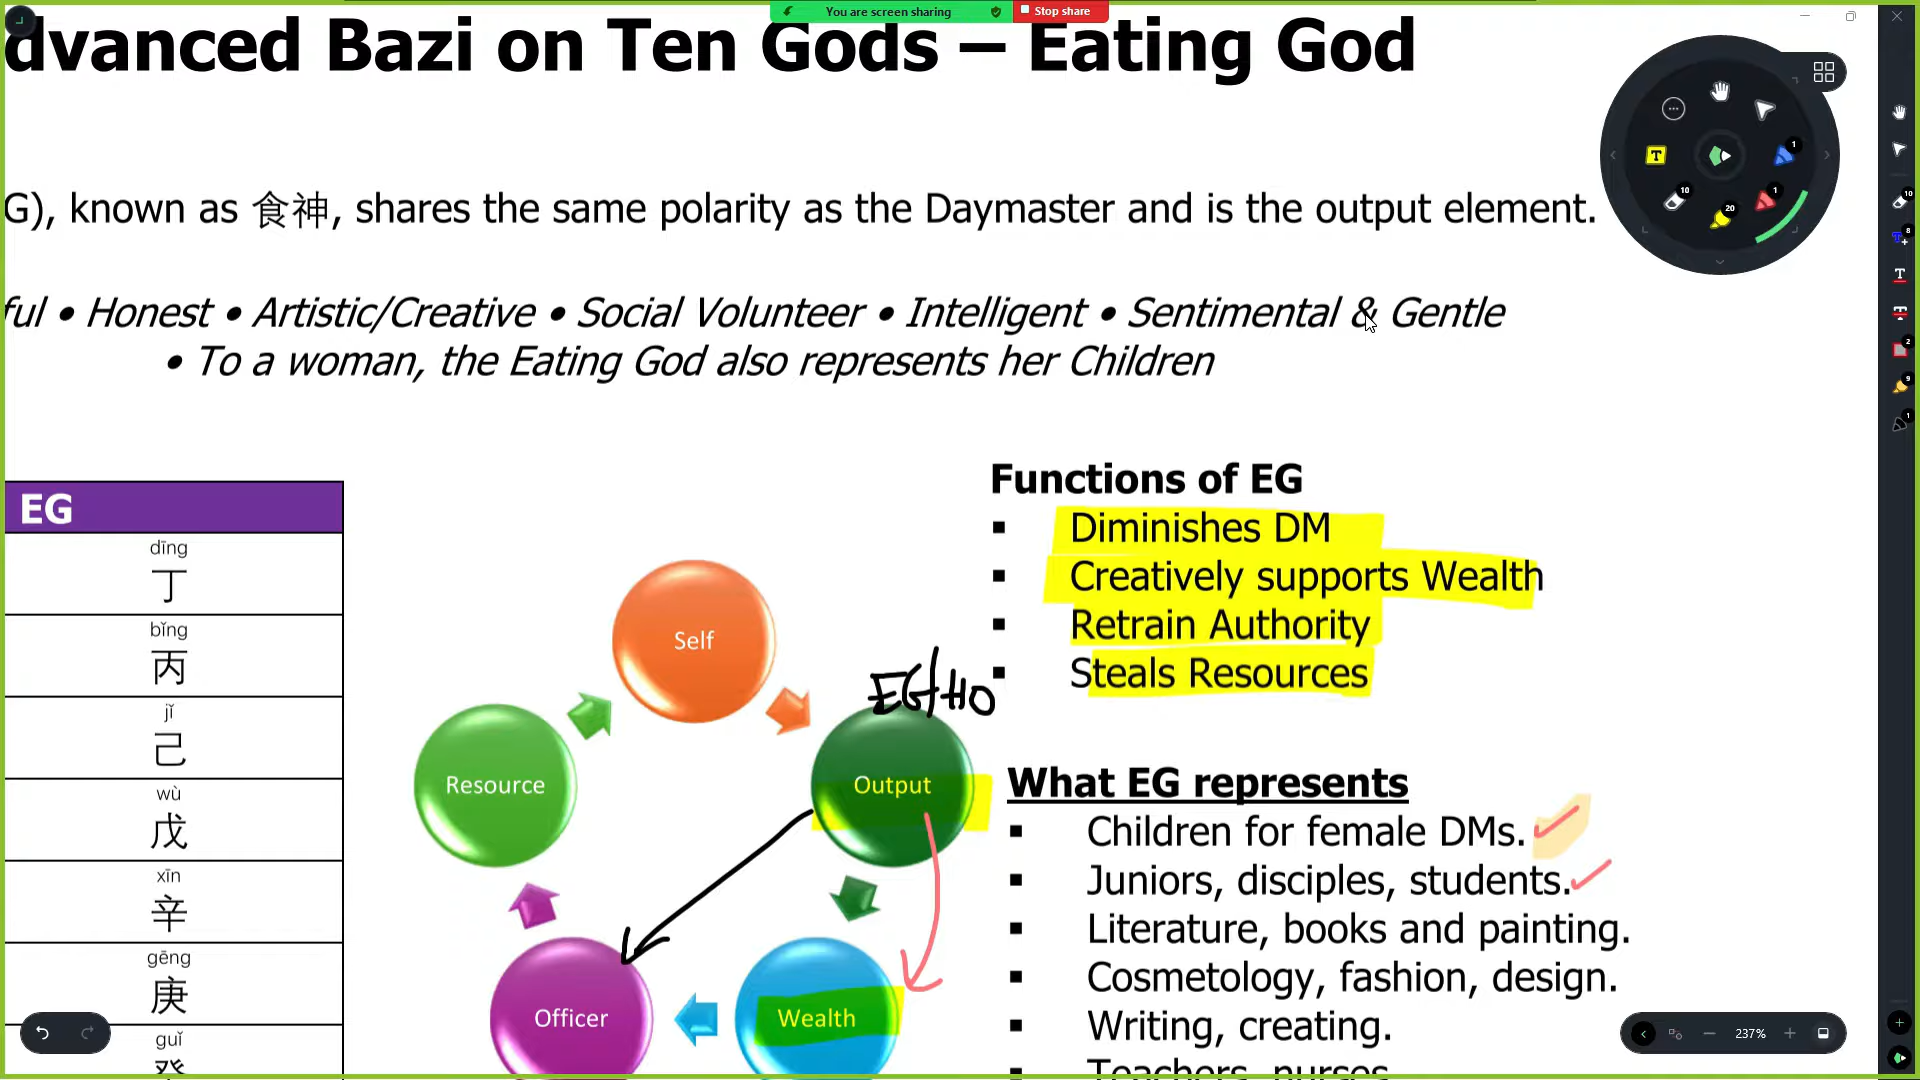 You are screen sharing
Stop share
dvanced Bazi on Ten Gods – Eating God
G), known as 食神, shares the same polarity as the Daymaster and is the output element.
ful • Honest • Artistic/Creative • Social Volunteer • Intelligent • Sentimental & Gentle
• To a woman, the Eating God also represents her Children
EG
dīng
丁
bǐng
丙
jǐ
己
wù
戊
xīn
辛
gēng
庚
guǐ
癸
Self
EG/HO
Resource
Output
Officer
Wealth
Functions of EG
▪ Diminishes DM
▪ Creatively supports Wealth
▪ Retrain Authority
▪ Steals Resources
What EG represents
▪ Children for female DMs.
▪ Juniors, disciples, students.
▪ Literature, books and painting.
▪ Cosmetology, fashion, design.
▪ Writing, creating.
▪ Teachers, nurses
237%